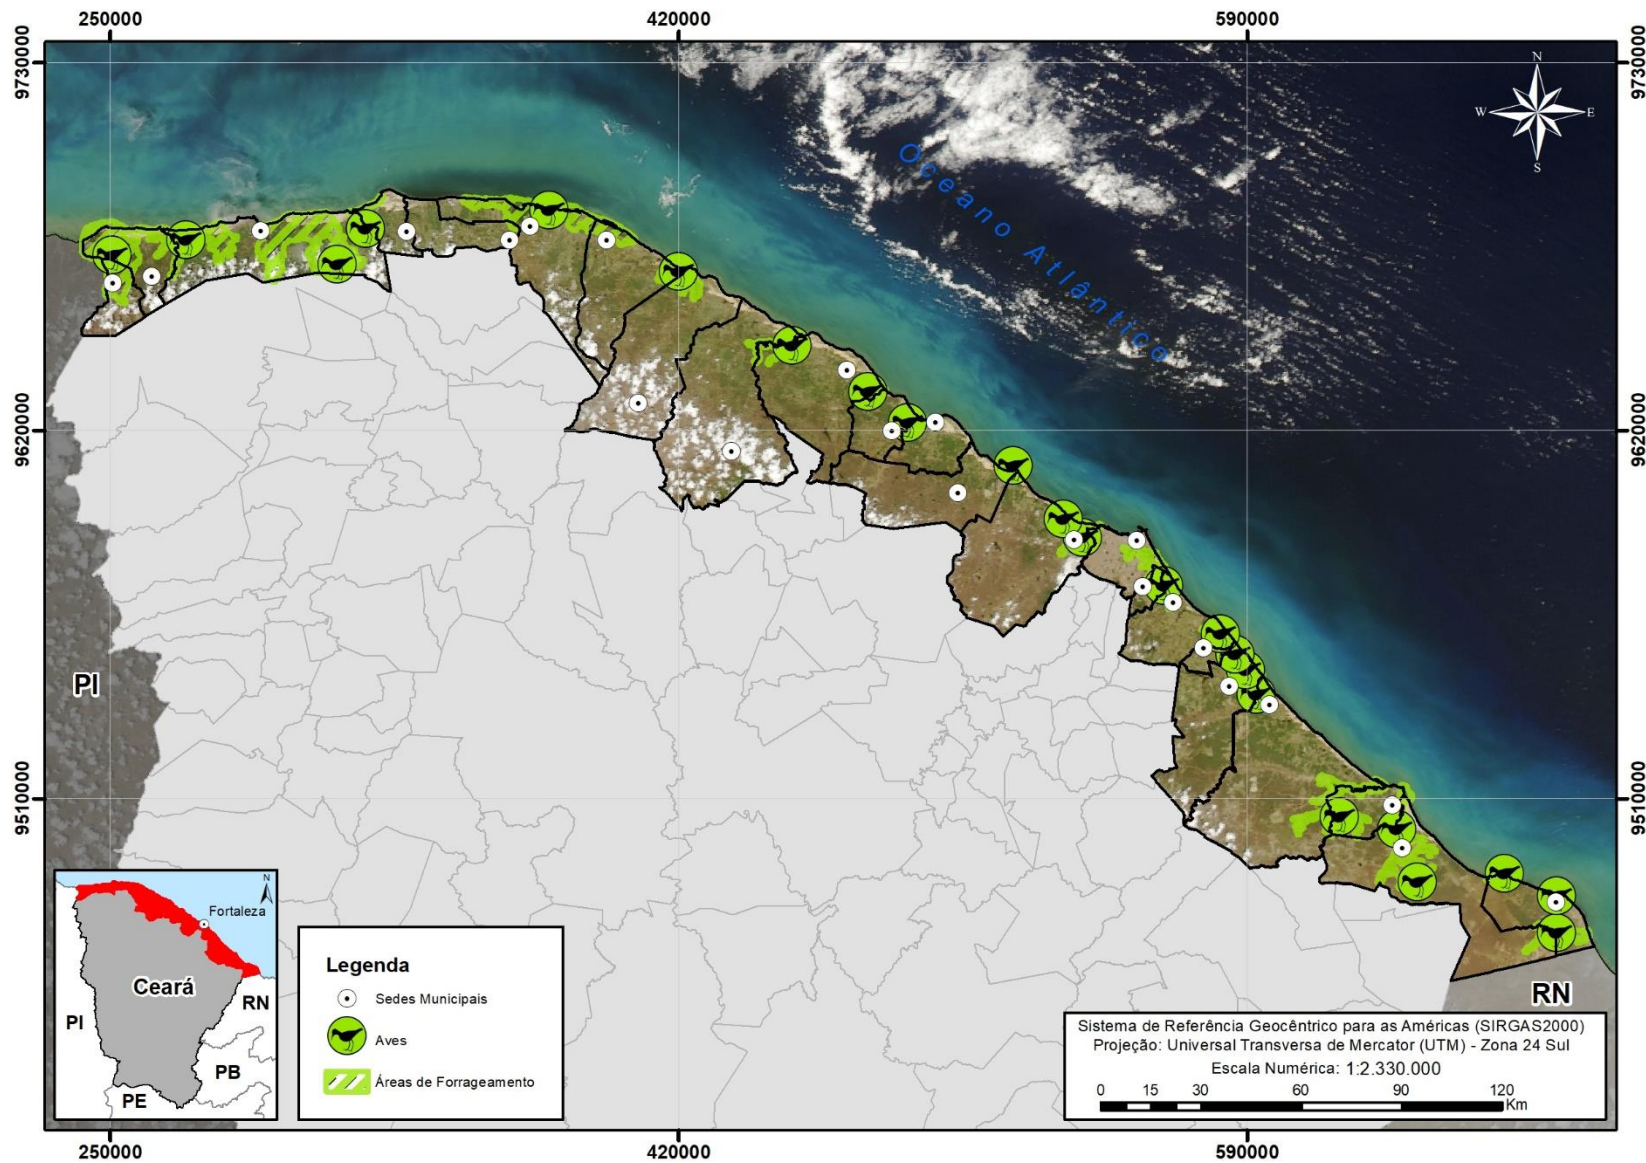 250000
420000
590000
9730000
9730000
N
W
E
S
Oceano Atlântico
9620000
9620000
PI
9510000
9510000
N
Fortaleza
Ceará
RN
PI
PB
PE
Legenda
Sedes Municipais
Aves
Áreas de Forrageamento
RN
Sistema de Referência Geocêntrico para as Américas (SIRGAS2000)
Projeção: Universal Transversa de Mercator (UTM) - Zona 24 Sul
Escala Numérica: 1:2.330.000
0 15 30 60 90 120
Km
250000
420000
590000